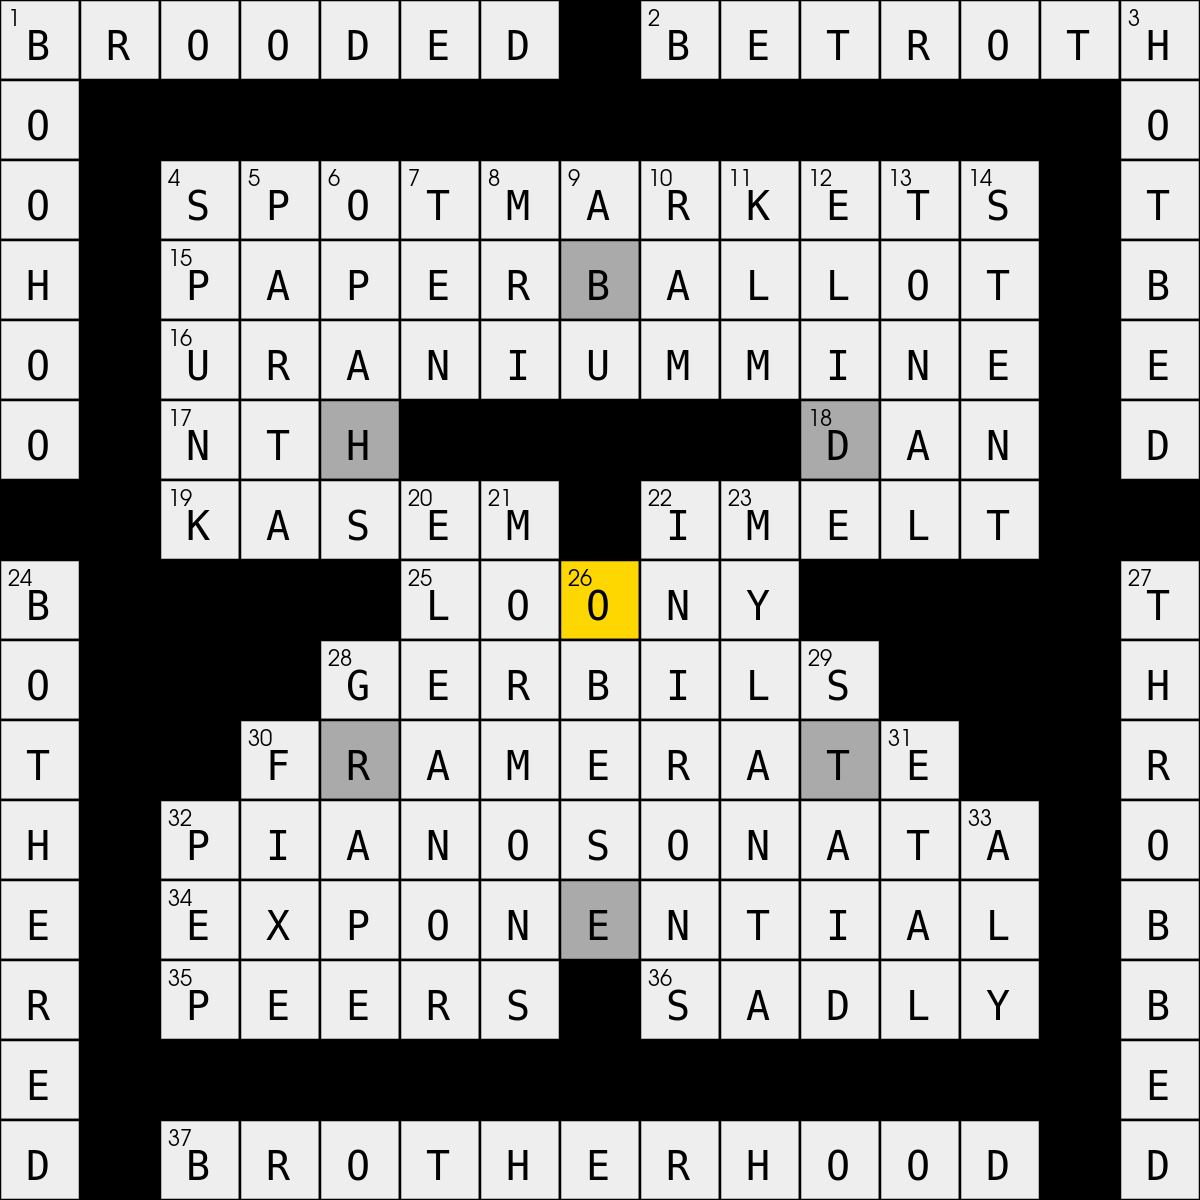 1 B R O O D E D 2 B E T R O T 3 H
O O
O 4 S 5 P 6 O 7 T 8 M 9 A 10 R 11 K 12 E 13 T 14 S T
H 15 P A P E R B A L L O T B
O 16 U R A N I U M M I N E E
O 17 N T H 18 D A N D
19 K A S 20 E 21 M 22 I 23 M E L T
24 B 25 L O 26 O N Y 27 T
O 28 G E R B I L 29 S H
T 30 F R A M E R A T 31 E R
H 32 P I A N O S O N A T 33 A O
E 34 E X P O N E N T I A L B
R 35 P E E R S 36 S A D L Y B
E E
D 37 B R O T H E R H O O D D